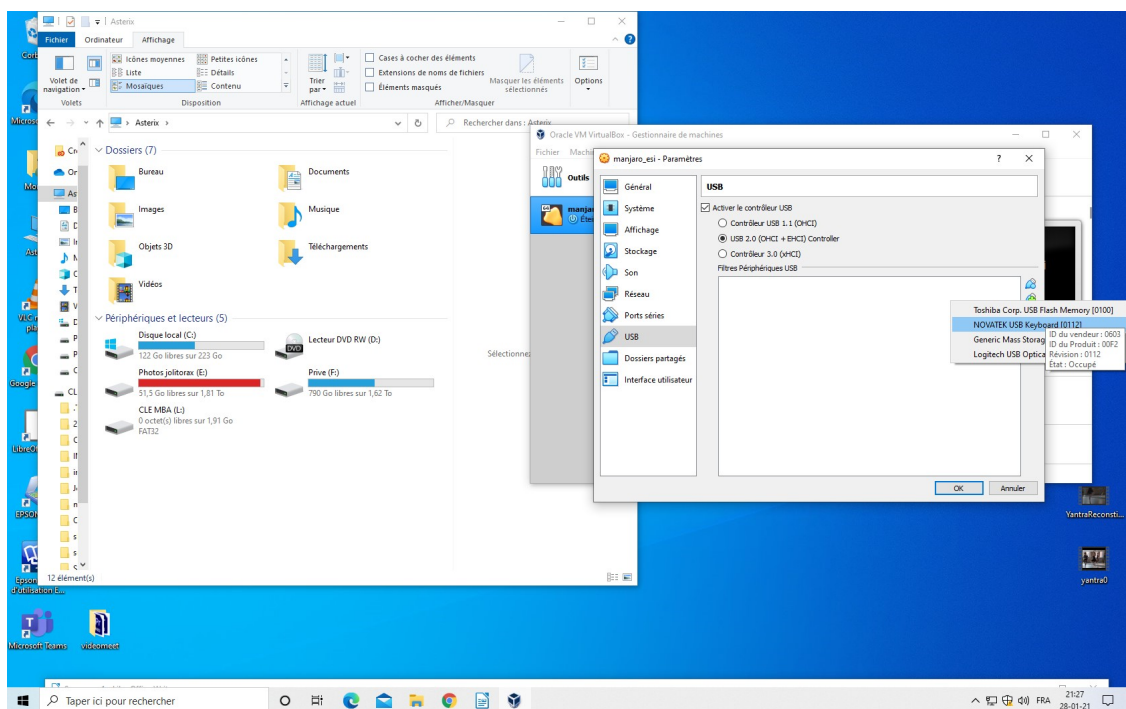 Asterix
Fichier Ordinateur Affichage
Volet de navigation
Icônes moyennes Petites icônes
Liste Détails
Mosaïques Contenu
Trier par
Cases à cocher des éléments
Extensions de noms de fichiers
Éléments masqués
Masquer les éléments sélectionnés
Options
Volets Disposition Affichage actuel Afficher/Masquer
Asterix
Rechercher dans : Asterix
Dossiers (7)
Bureau Documents
Images Musique
Objets 3D Téléchargements
Vidéos
Périphériques et lecteurs (5)
Disque local (C:)
122 Go libres sur 223 Go
Lecteur DVD RW (D:)
Photos jolitorax (E:)
51,5 Go libres sur 1,81 To
Prive (F:)
790 Go libres sur 1,62 To
CLE MBA (L:)
0 octet(s) libres sur 1,91 Go
FAT32
Sélectionnez
12 élément(s)
Oracle VM VirtualBox - Gestionnaire de machines
Fichier Machi
Outils
manjar
Éte
manjaro_esi - Paramètres
? X
Général
Système
Affichage
Stockage
Son
Réseau
Ports séries
USB
Dossiers partagés
Interface utilisateur
USB
Activer le contrôleur USB
Contrôleur USB 1.1 (OHCI)
USB 2.0 (OHCI + EHCI) Controller
Contrôleur 3.0 (xHCI)
Filtres Périphériques USB
Toshiba Corp. USB Flash Memory [0100]
NOVATEK USB Keyboard [0112]
Generic Mass Storag
Logitech USB Optica
ID du vendeur : 0603
ID du Produit : 00F2
Révision : 0112
État : Occupé
OK Annuler
YantraReconsti...
yantra0
Microsoft Teams videomeet
Taper ici pour rechercher
FRA
21:27
28-01-21